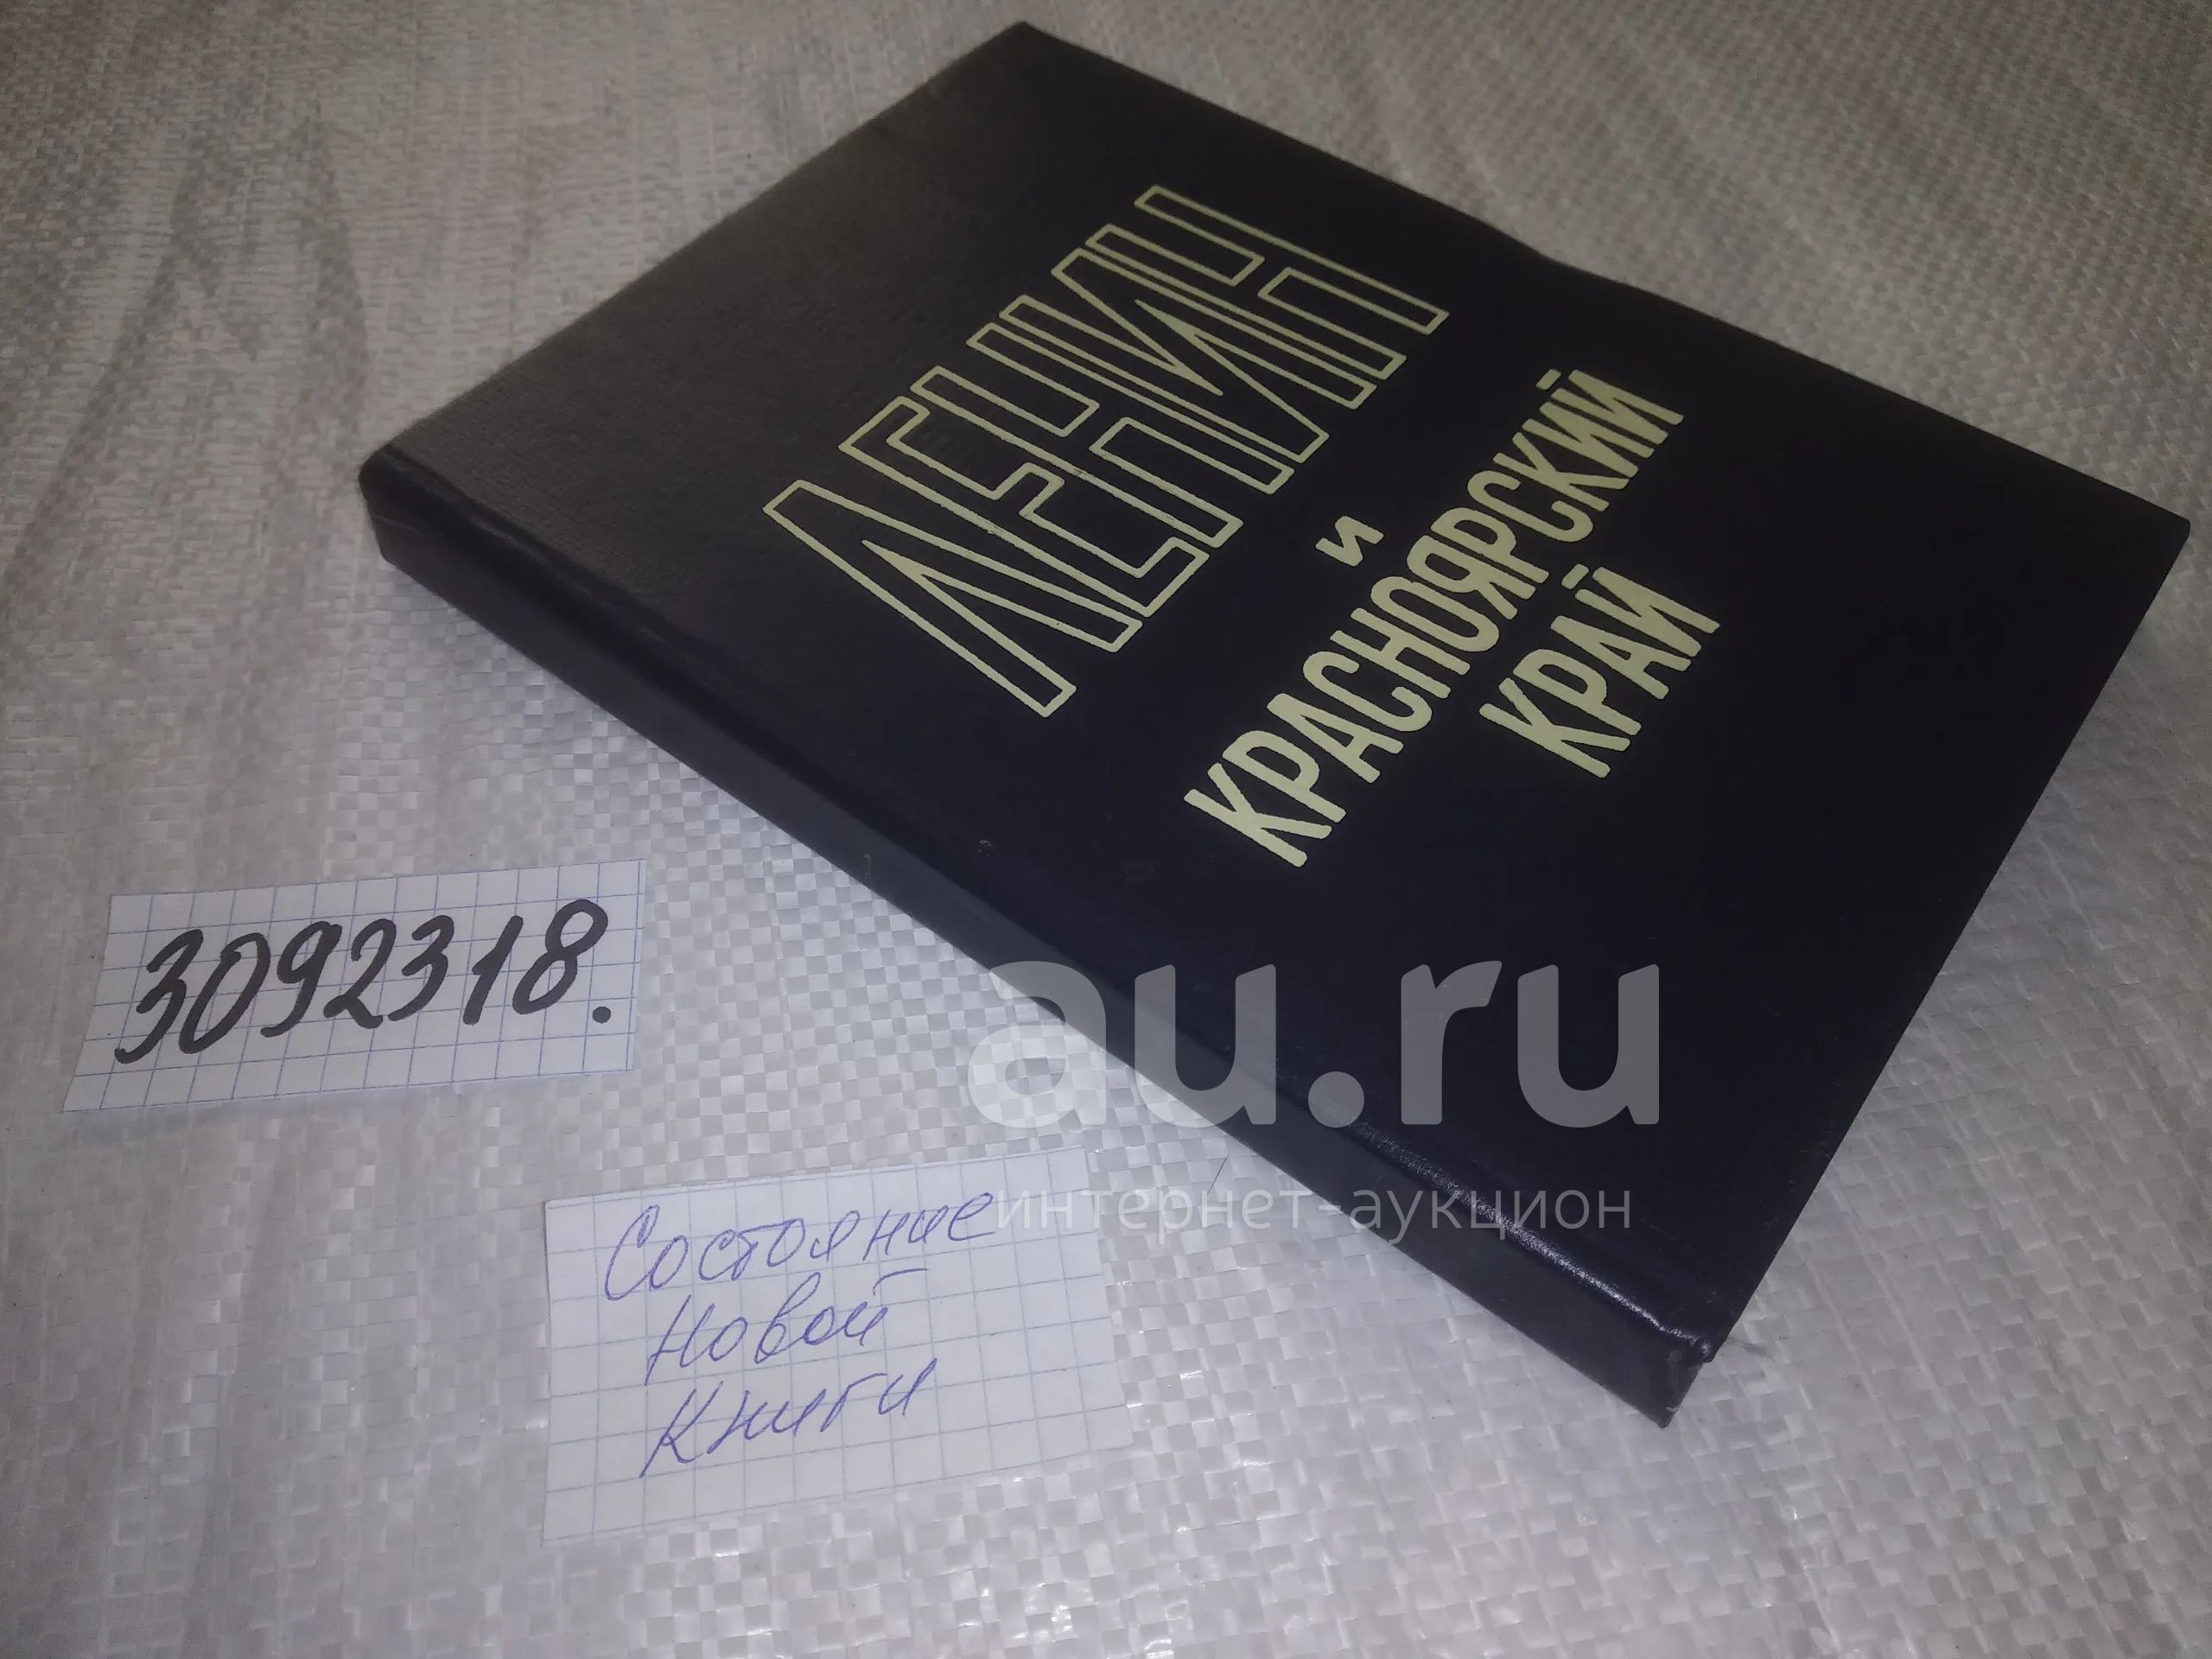 ЛЕНИН
и
КРАСНОЯРСКИЙ
КРАЙ
3092318.
au.ru
интернет-аукцион
Состояние
Новой
Книги